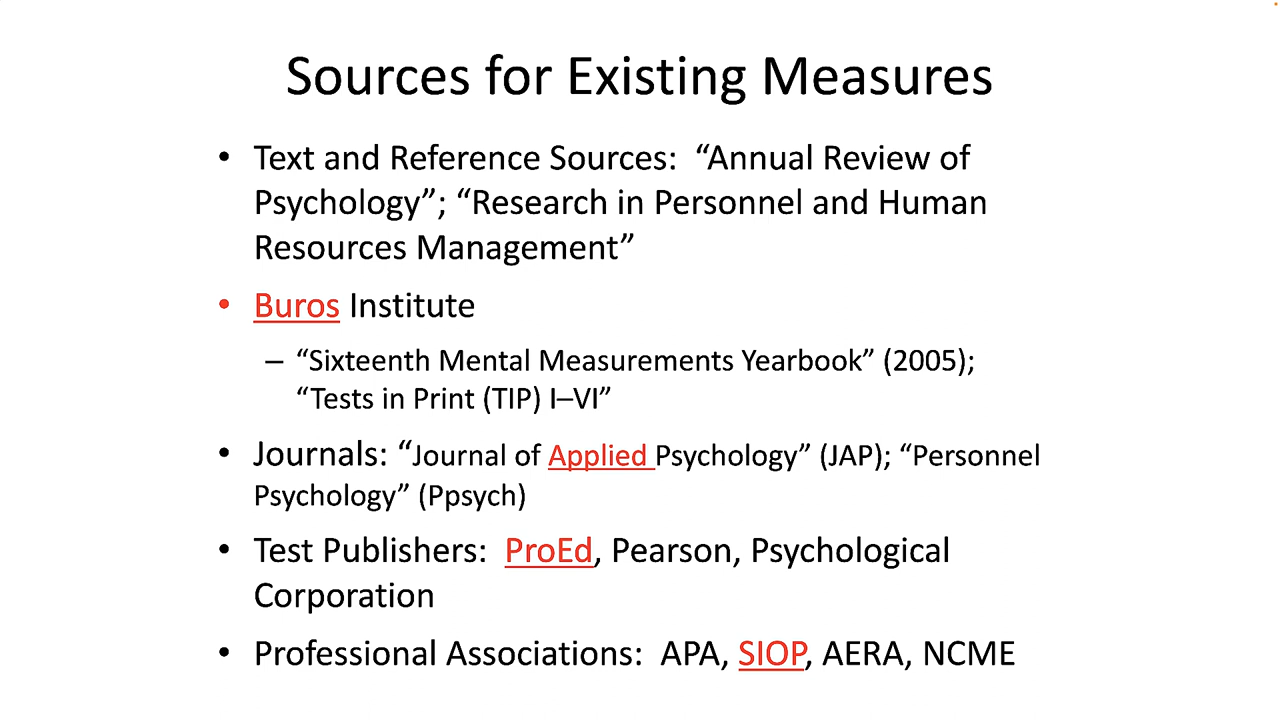 Sources for Existing Measures
• Text and Reference Sources: “Annual Review of
Psychology”; “Research in Personnel and Human
Resources Management”
• Buros Institute
– “Sixteenth Mental Measurements Yearbook” (2005);
“Tests in Print (TIP) I–VI”
• Journals: “Journal of Applied Psychology” (JAP); “Personnel
Psychology” (Ppsych)
• Test Publishers: ProEd, Pearson, Psychological
Corporation
• Professional Associations: APA, SIOP, AERA, NCME